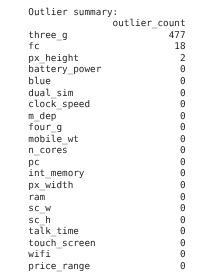 Outlier summary:
outlier_count
three_g 477
fc 18
px_height 2
battery_power 0
blue 0
dual_sim 0
clock_speed 0
m_dep 0
four_g 0
mobile_wt 0
n_cores 0
pc 0
int_memory 0
px_width 0
ram 0
sc_w 0
sc_h 0
talk_time 0
touch_screen 0
wifi 0
price_range 0